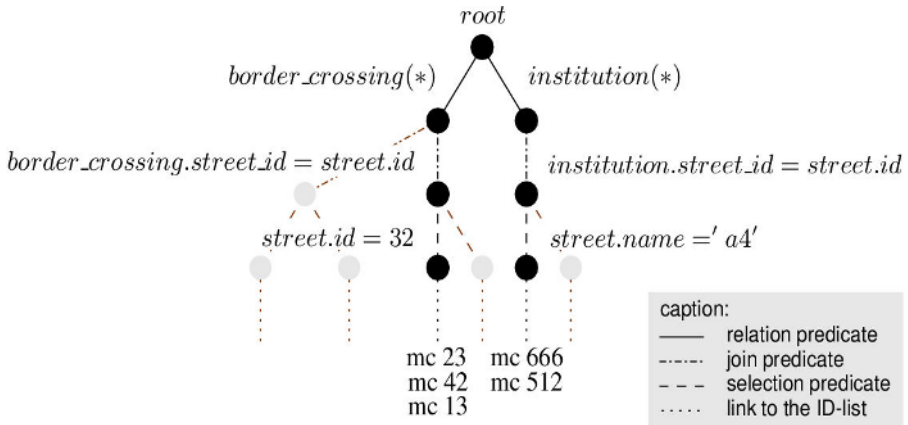 root
border_crossing(*) institution(*)
border_crossing.street_id = street.id institution.street_id = street.id
street.id = 32 street.name =' a4'
mc 23 mc 666
mc 42 mc 512
mc 13
caption:
relation predicate
join predicate
selection predicate
link to the ID-list